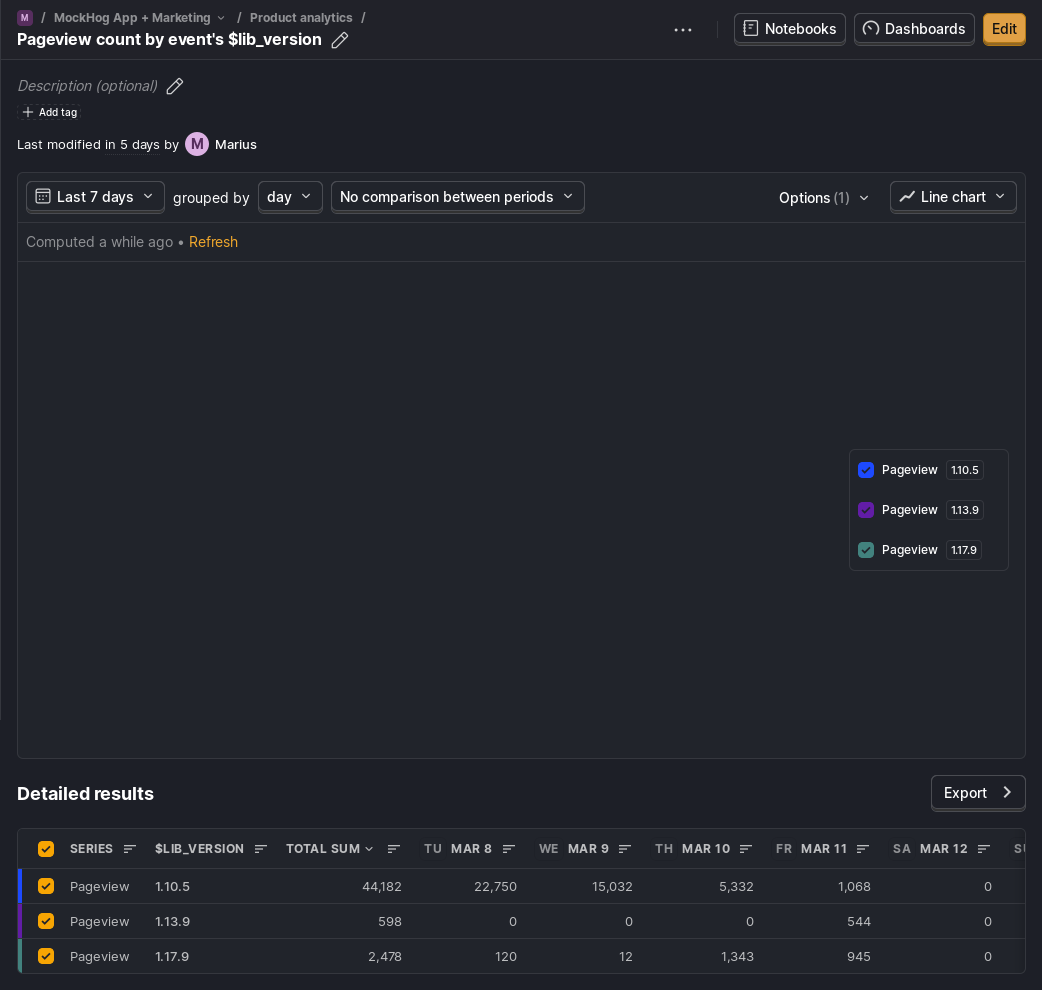 M / MockHog App + Marketing / Product analytics /
Pageview count by event's $lib_version
Notebooks Dashboards Edit
Description (optional)
Add tag
Last modified in 5 days by M Marius
Last 7 days grouped by day No comparison between periods Options (1) Line chart
Computed a while ago • Refresh
Pageview 1.10.5
Pageview 1.13.9
Pageview 1.17.9
Detailed results Export
SERIES $LIB_VERSION TOTAL SUM TU MAR 8 WE MAR 9 TH MAR 10 FR MAR 11 SA MAR 12 SU
Pageview 1.10.5 44,182 22,750 15,032 5,332 1,068 0
Pageview 1.13.9 598 0 0 0 544 0
Pageview 1.17.9 2,478 120 12 1,343 945 0